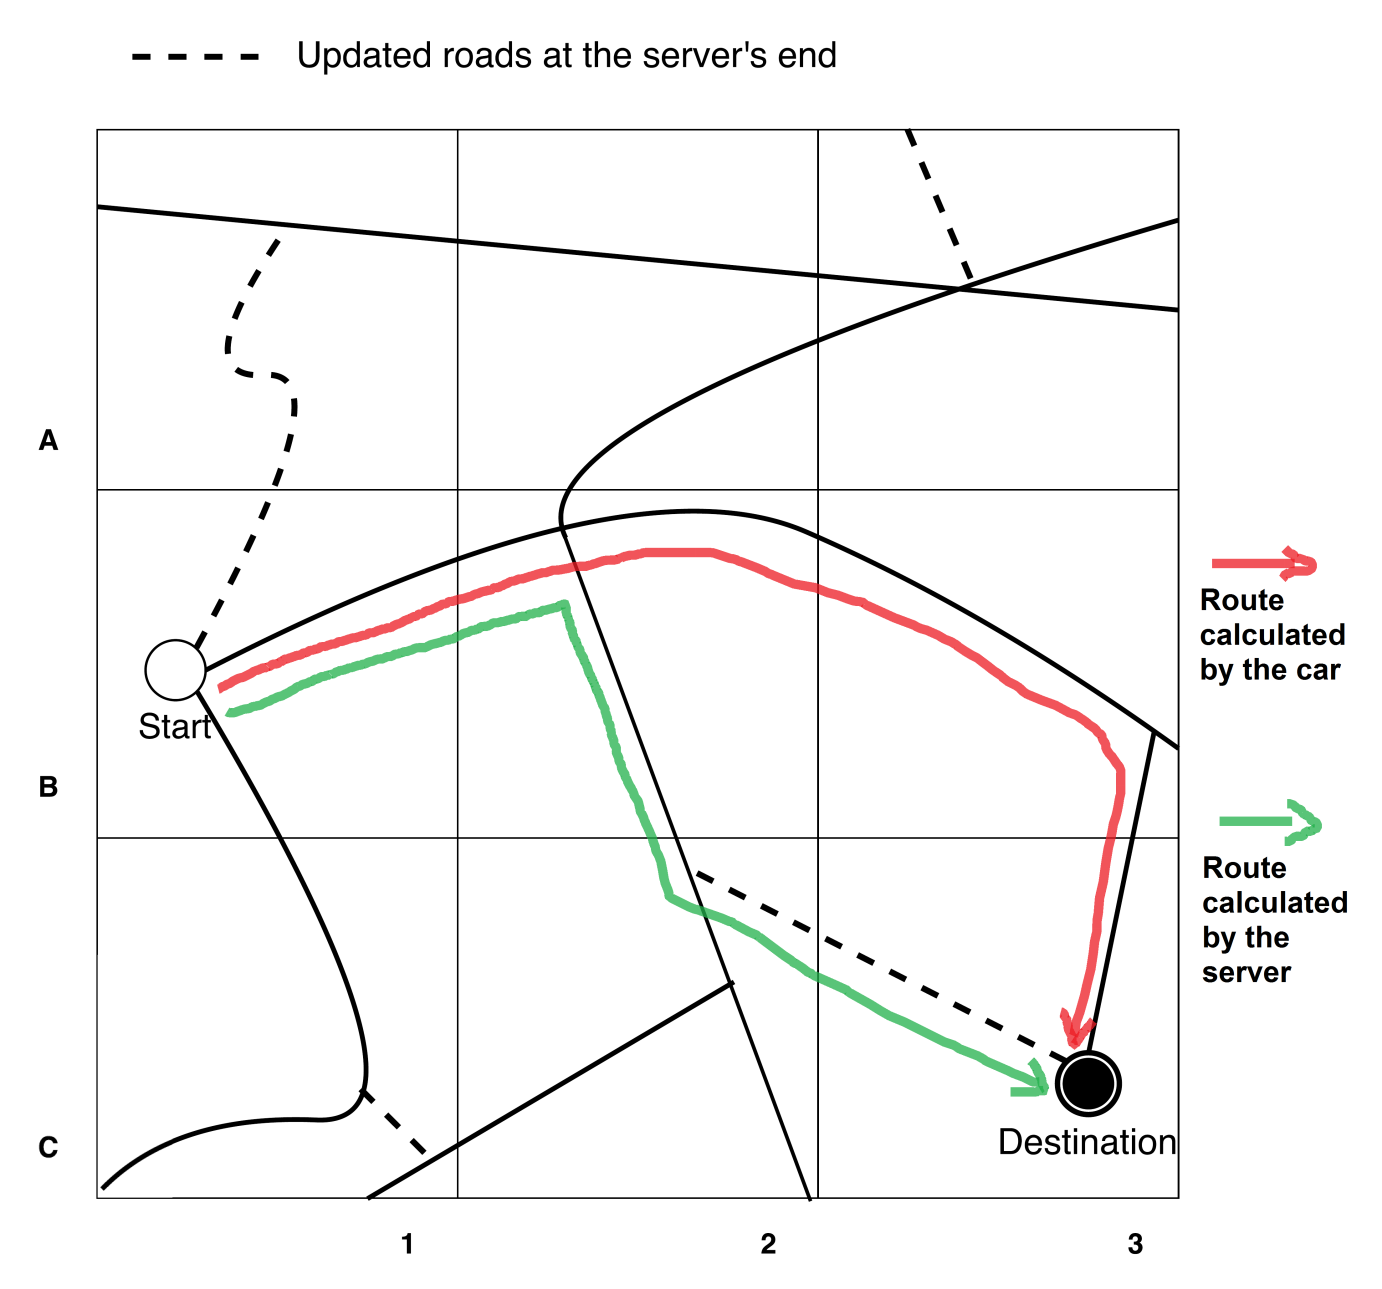 Updated roads at the server's end
A
Route
calculated
by the car
Start
B
Route
calculated
by the
server
Destination
C
1
2
3